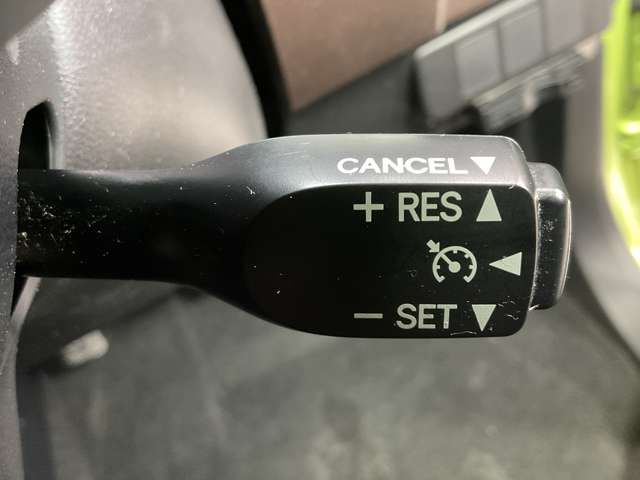 CANCEL ▼
+ RES ▲
◀
− SET ▼